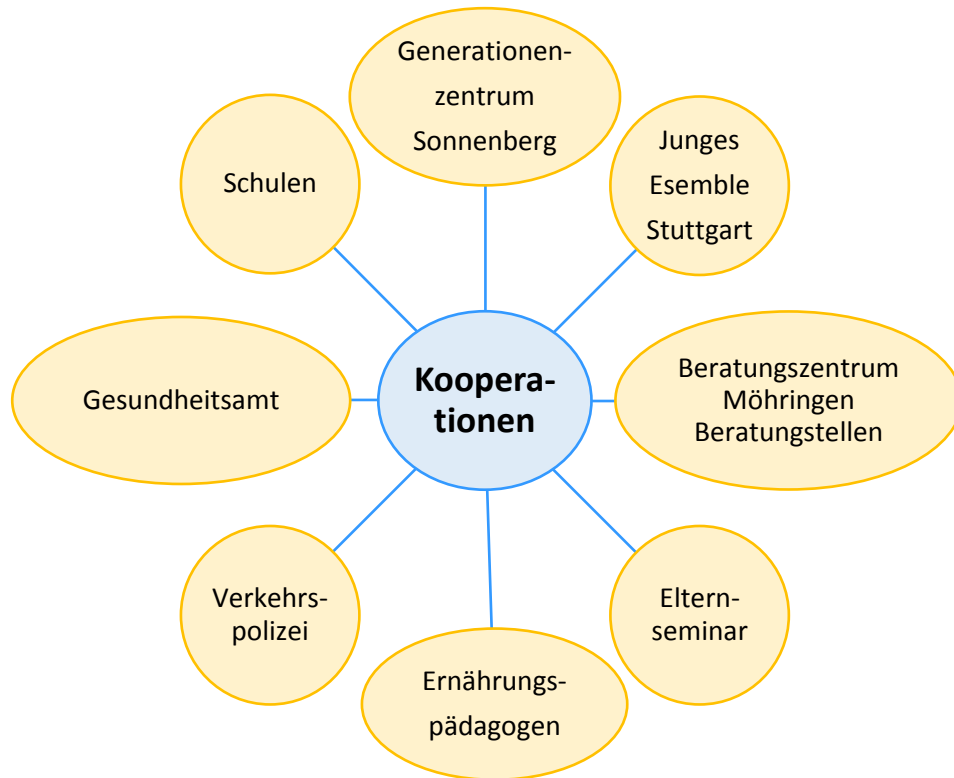 Generationen-
zentrum
Sonnenberg
Junges
Esemble
Stuttgart
Schulen
Koopera-
tionen
Gesundheitsamt
Beratungszentrum
Möhringen
Beratungstellen
Verkehrs-
polizei
Eltern-
seminar
Ernährungs-
pädagogen